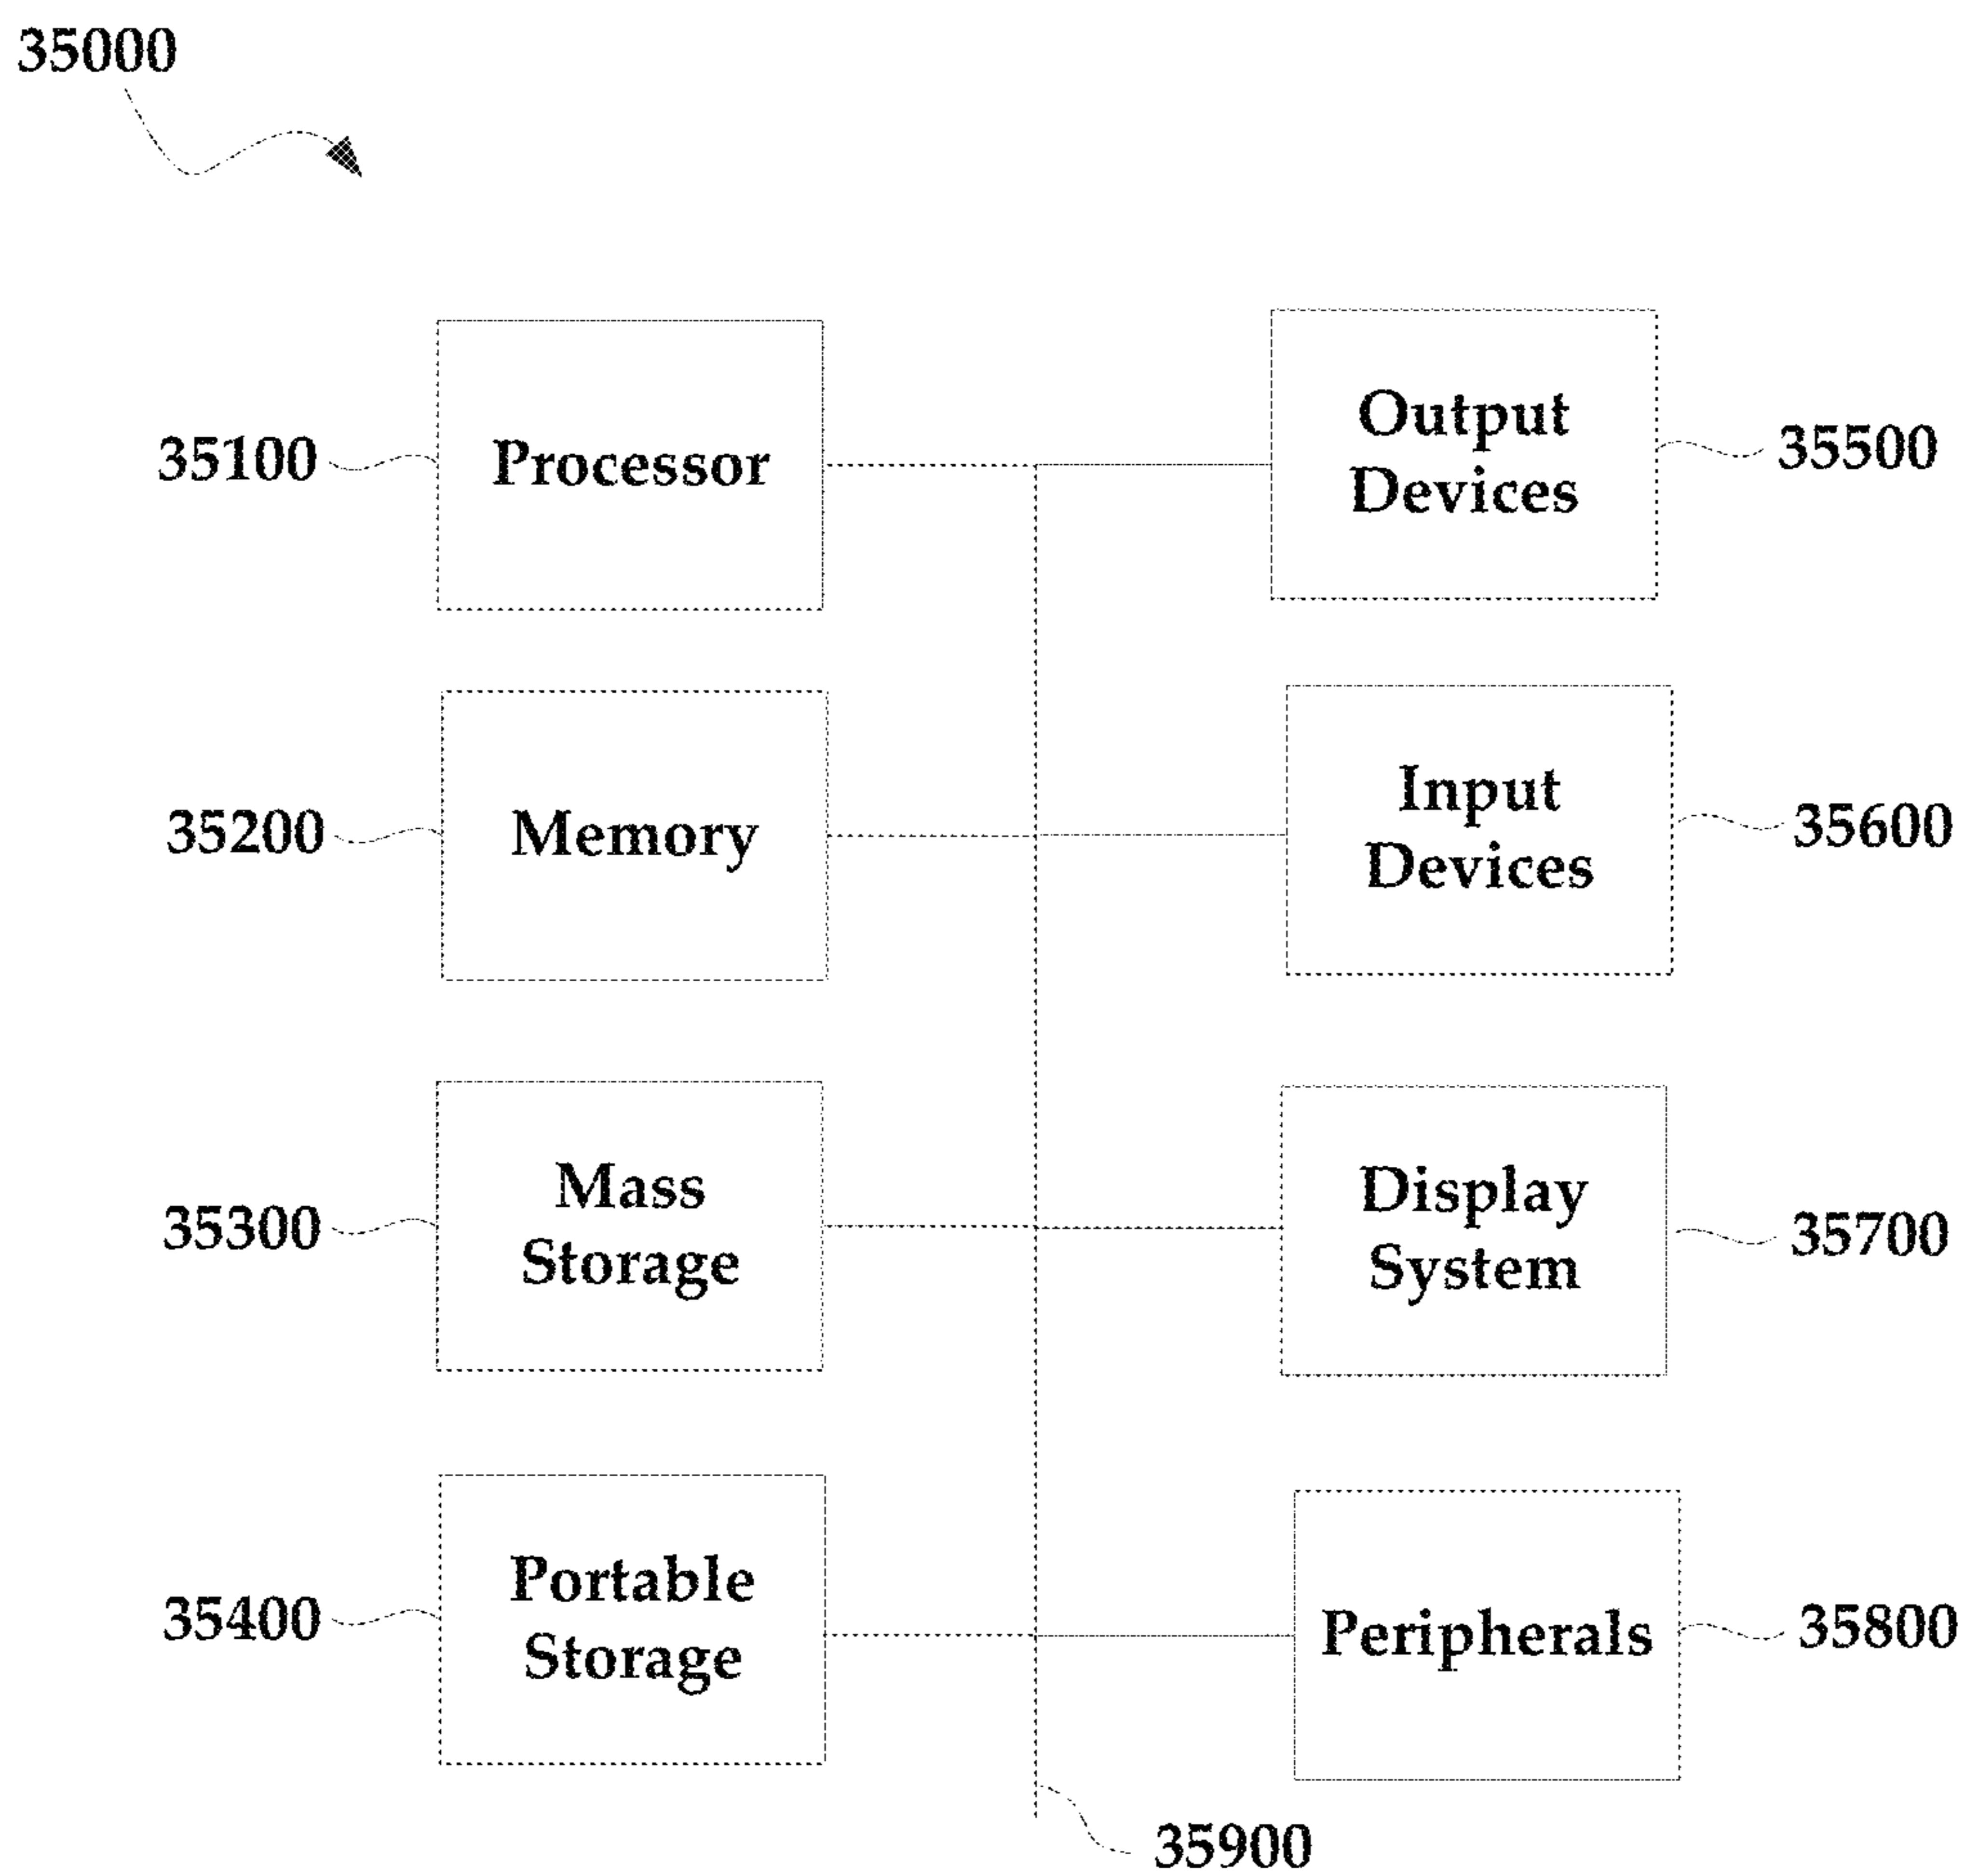 35000
35100
Processor
Output
Devices
35500
35200
Memory
Input
Devices
35600
35300
Mass
Storage
Display
System
35700
35400
Portable
Storage
Peripherals
35800
35900